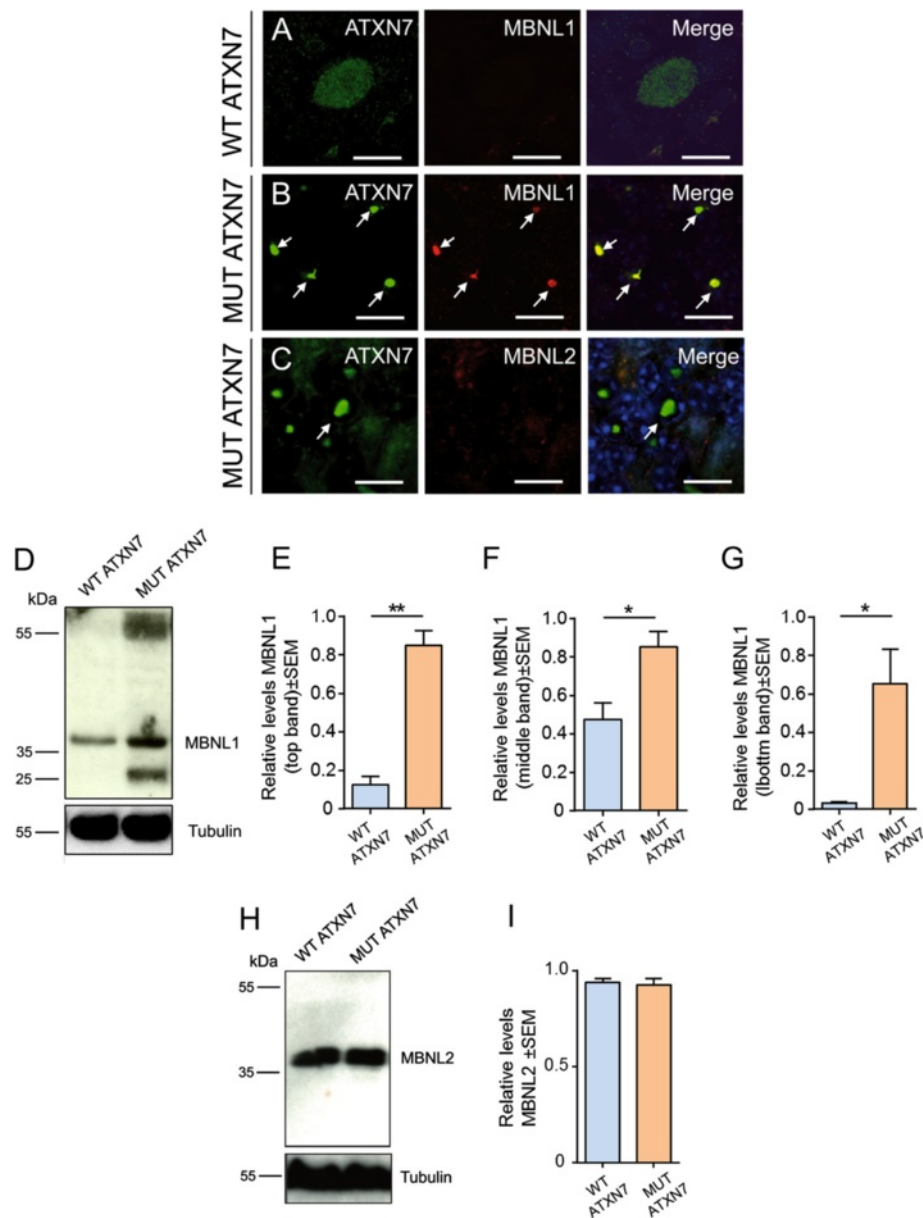 WT ATXN7
A
ATXN7
MBNL1
Merge
MUT ATXN7
B
ATXN7
MBNL1
Merge
MUT ATXN7
C
ATXN7
MBNL2
Merge
D
WT ATXN7
MUT ATXN7
kDa
55
35
25
MBNL1
55
Tubulin
E
Relative levels MBNL1
(top band)±SEM
1.0
0.8
0.6
0.4
0.2
0
**
WT
ATXN7
MUT
ATXN7
F
Relative levels MBNL1
(middle band)±SEM
1.0
0.8
0.6
0.4
0.2
0
*
WT
ATXN7
MUT
ATXN7
G
Relative levels MBNL1
(lbottm band)±SEM
1.0
0.8
0.6
0.4
0.2
0
*
WT
ATXN7
MUT
ATXN7
H
WT ATXN7
MUT ATXN7
kDa
55
35
MBNL2
55
Tubulin
I
Relative levels
MBNL2 ±SEM
1.0
0.5
0
WT
ATXN7
MUT
ATXN7